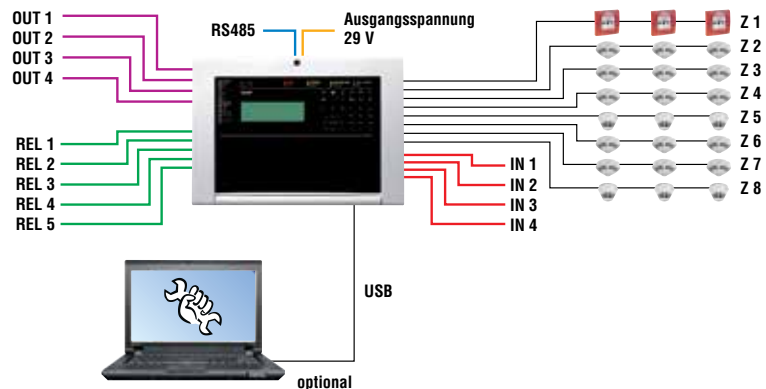 OUT 1
OUT 2
OUT 3
OUT 4
RS485
Ausgangsspannung
29 V
Z 1
Z 2
Z 3
Z 4
Z 5
Z 6
Z 7
Z 8
REL 1
REL 2
REL 3
REL 4
REL 5
IN 1
IN 2
IN 3
IN 4
USB
optional